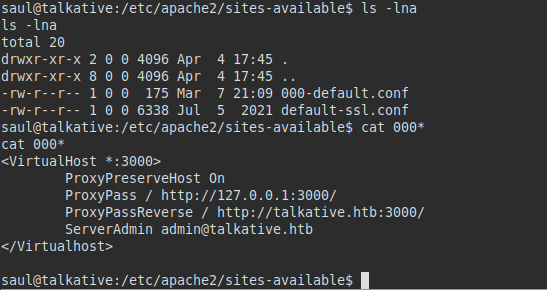 saul@talkative:/etc/apache2/sites-available$ ls -lna
ls -lna
total 20
drwxr-xr-x 2 0 0 4096 Apr  4 17:45 .
drwxr-xr-x 8 0 0 4096 Apr  4 17:45 ..
-rw-r--r-- 1 0 0  175 Mar  7 21:09 000-default.conf
-rw-r--r-- 1 0 0 6338 Jul  5  2021 default-ssl.conf
saul@talkative:/etc/apache2/sites-available$ cat 000*
cat 000*
<VirtualHost *:3000>
        ProxyPreserveHost On
        ProxyPass / http://127.0.0.1:3000/
        ProxyPassReverse / http://talkative.htb:3000/
        ServerAdmin admin@talkative.htb
</Virtualhost>
saul@talkative:/etc/apache2/sites-available$